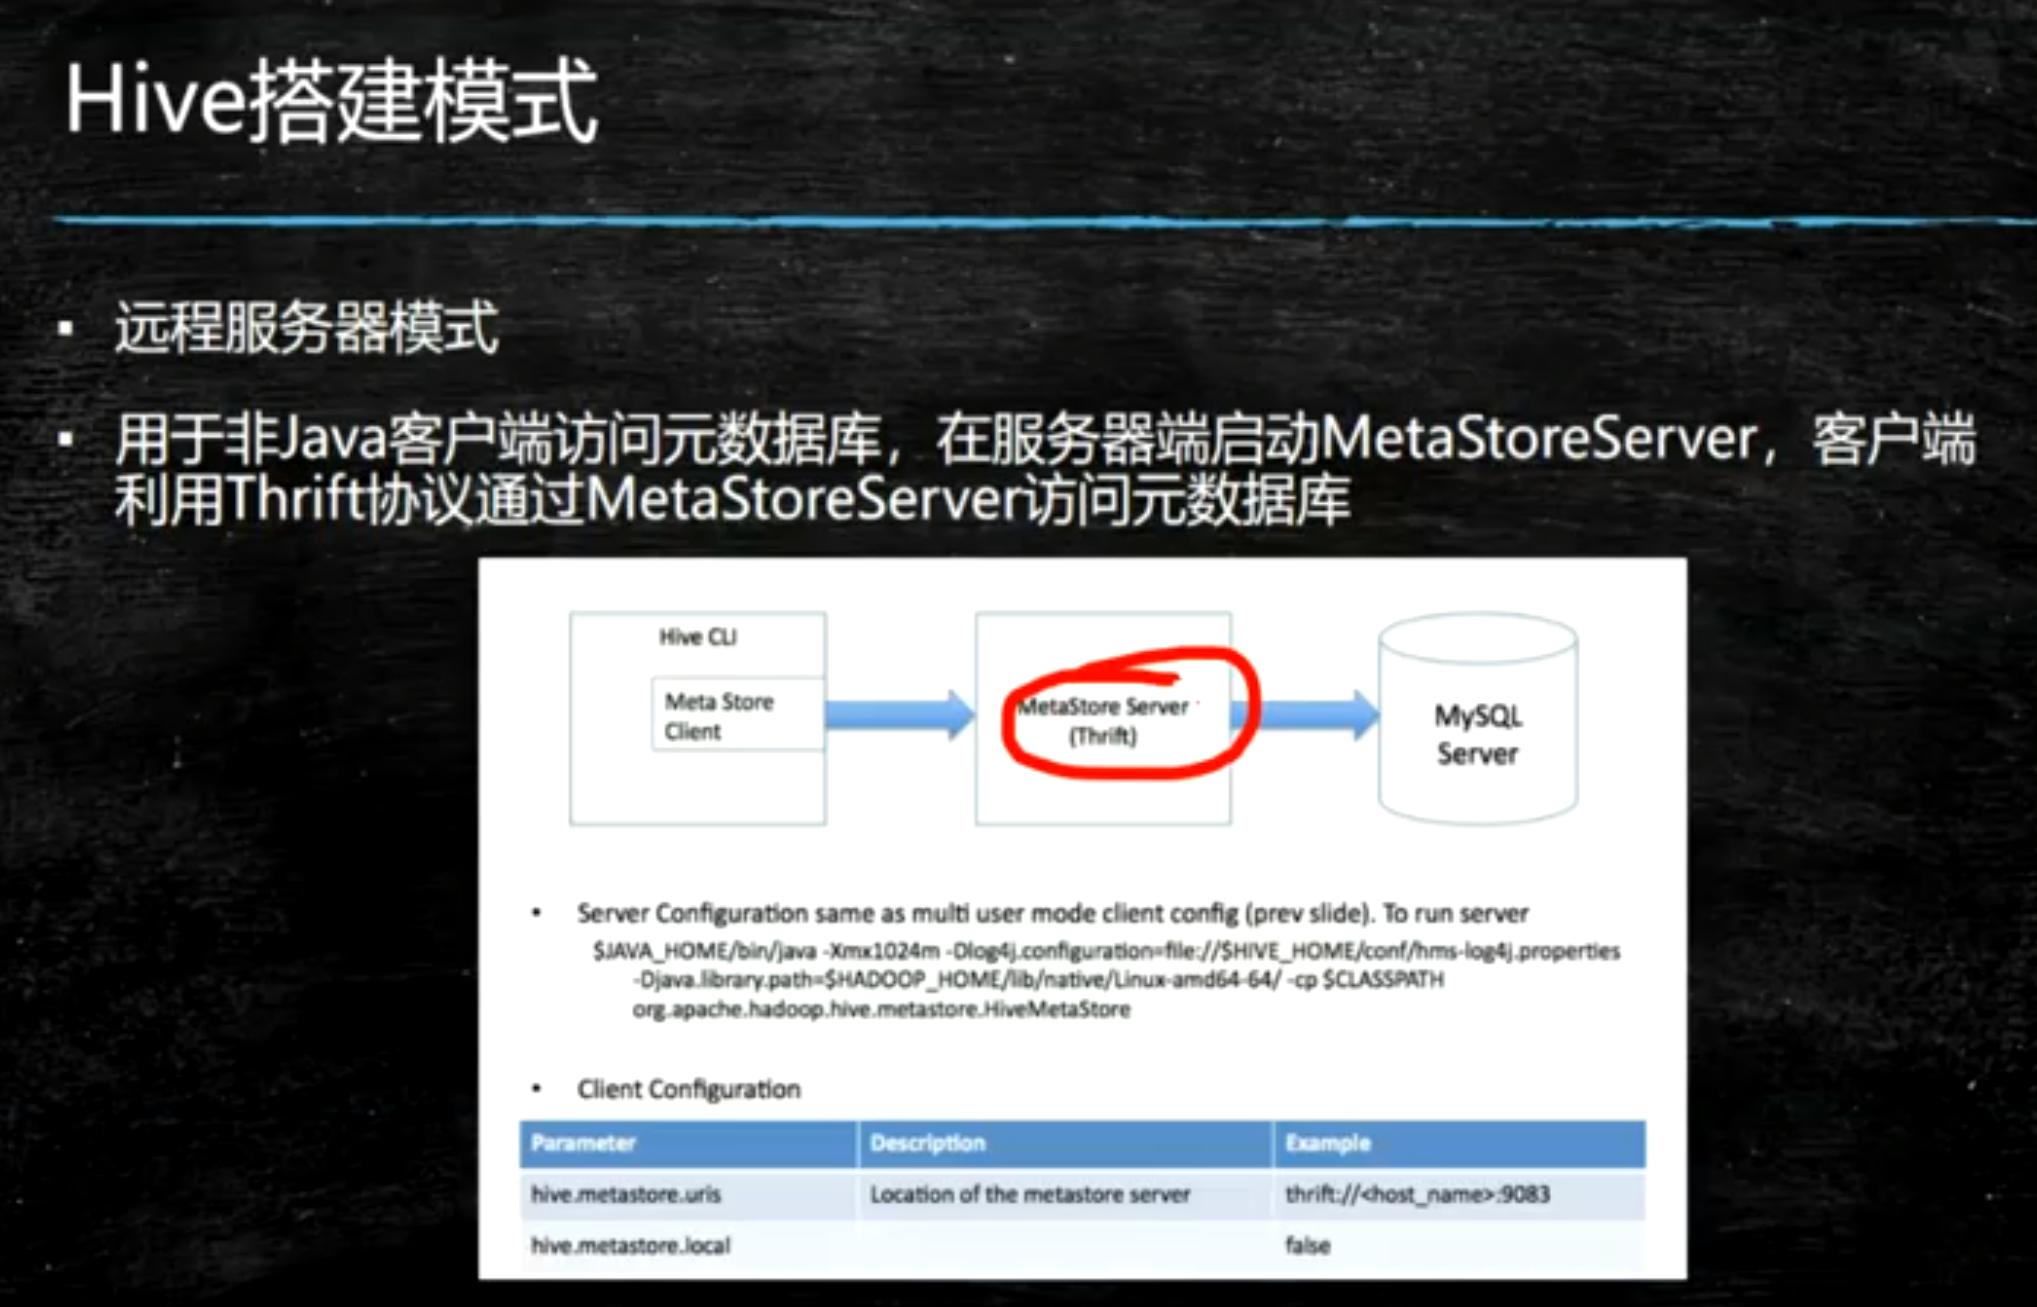 Hive搭建模式
▪ 远程服务器模式
▪ 用于非Java客户端访问元数据库，在服务器端启动MetaStoreServer，客户端
利用Thrift协议通过MetaStoreServer访问元数据库
Hive CLI
Meta Store
Client
MetaStore Server
(Thrift)
MySQL
Server
• Server Configuration same as multi user mode client config (prev slide). To run server
$JAVA_HOME/bin/java -Xmx1024m -Dlog4j.configuration=file://$HIVE_HOME/conf/hms-log4j.properties
-Djava.library.path=$HADOOP_HOME/lib/native/Linux-amd64-64/ -cp $CLASSPATH
org.apache.hadoop.hive.metastore.HiveMetaStore
• Client Configuration
Parameter Description Example
hive.metastore.uris Location of the metastore server thrift://<host_name>:9083
hive.metastore.local false